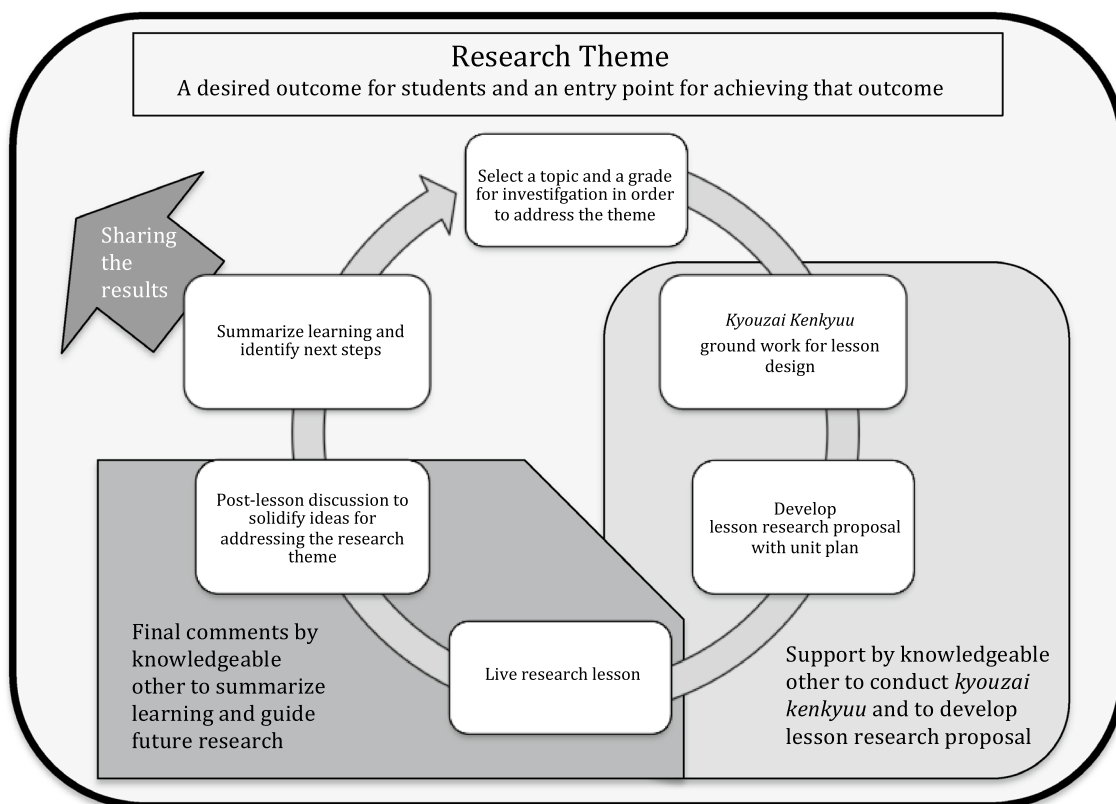 Research Theme
A desired outcome for students and an entry point for achieving that outcome
Select a topic and a grade
for investifgation in order
to address the theme
Kyouzai Kenkyuu
ground work for lesson
design
Develop
lesson research proposal
with unit plan
Support by knowledgeable
other to conduct kyouzai
kenkyuu and to develop
lesson research proposal
Live research lesson
Post-lesson discussion to
solidify ideas for
addressing the research
theme
Final comments by
knowledgeable
other to summarize
learning and guide
future research
Summarize learning and
identify next steps
Sharing
the
results